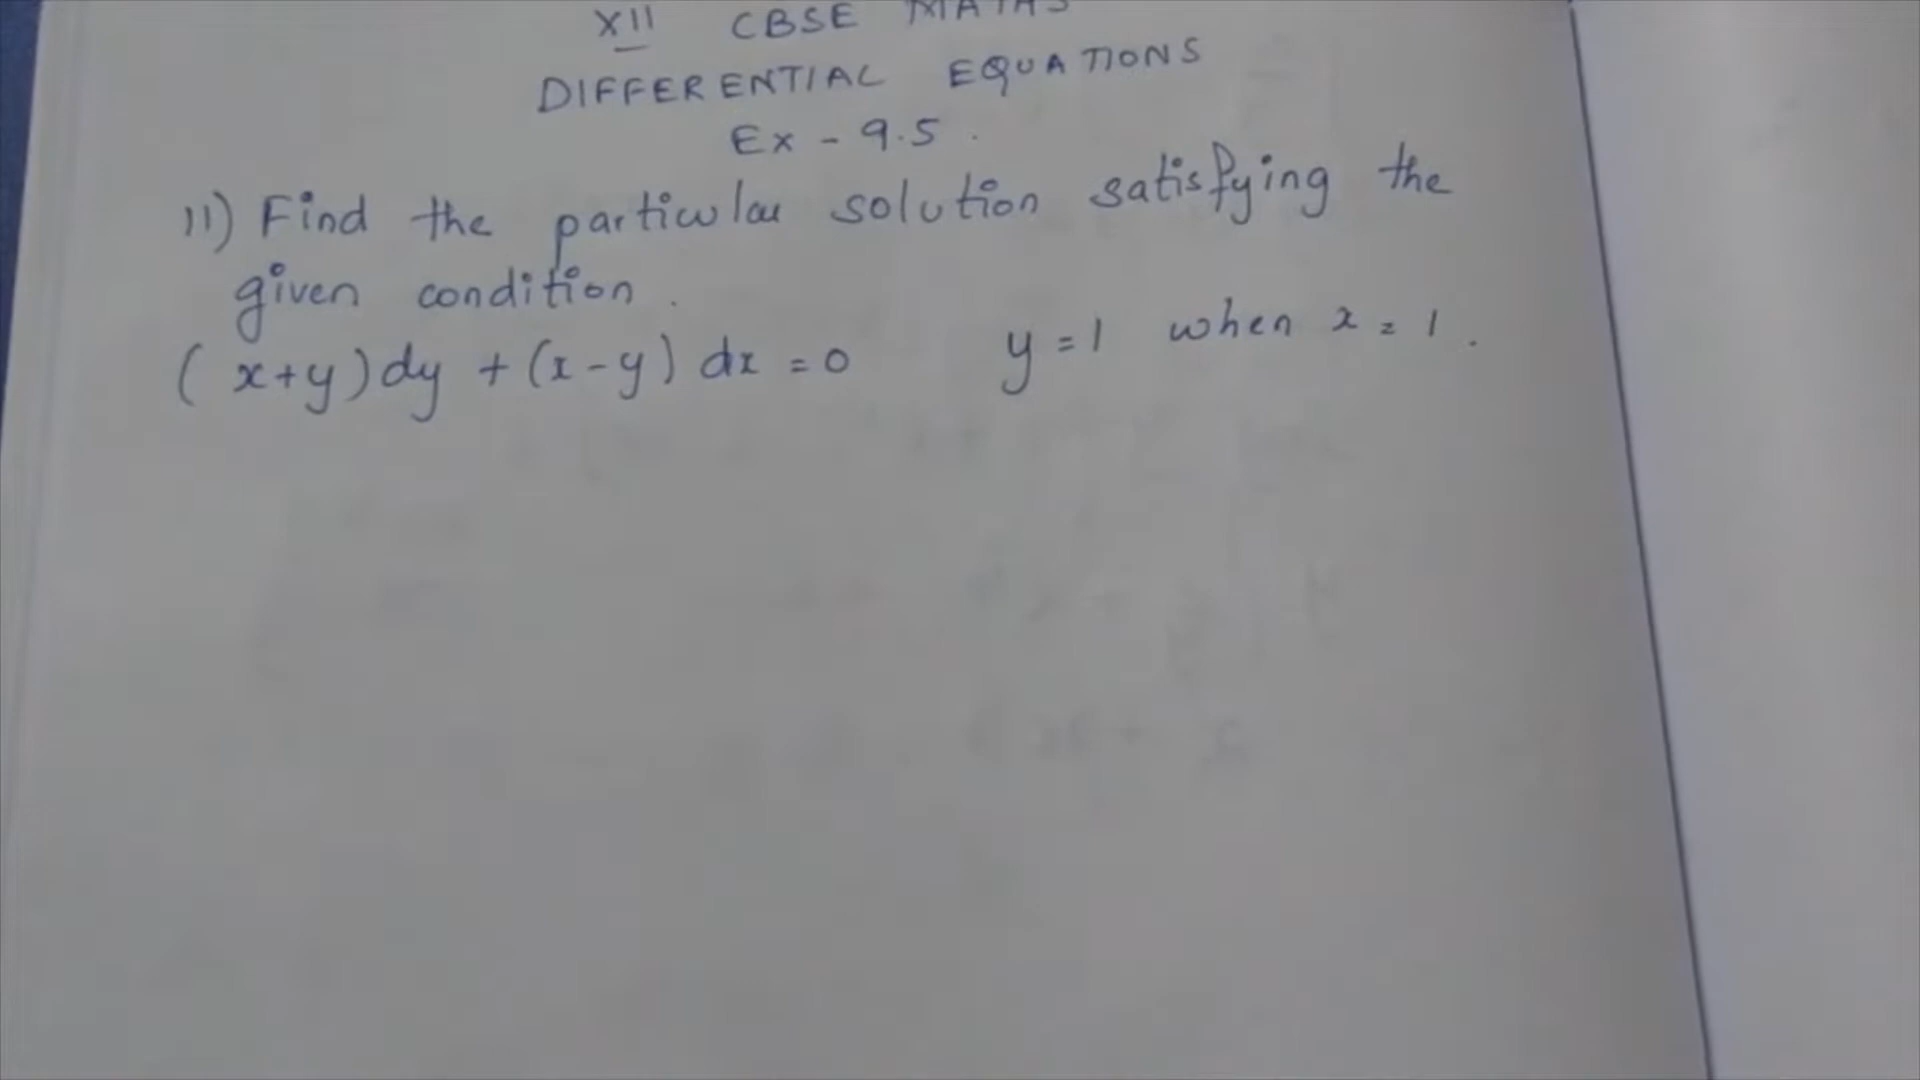 XII CBSE MATHS
DIFFERENTIAL EQUATIONS
Ex - 9.5.
11) Find the particular solution satisfying the
given condition.
(x+y)dy + (x-y) dx = 0 y = 1 when x = 1.